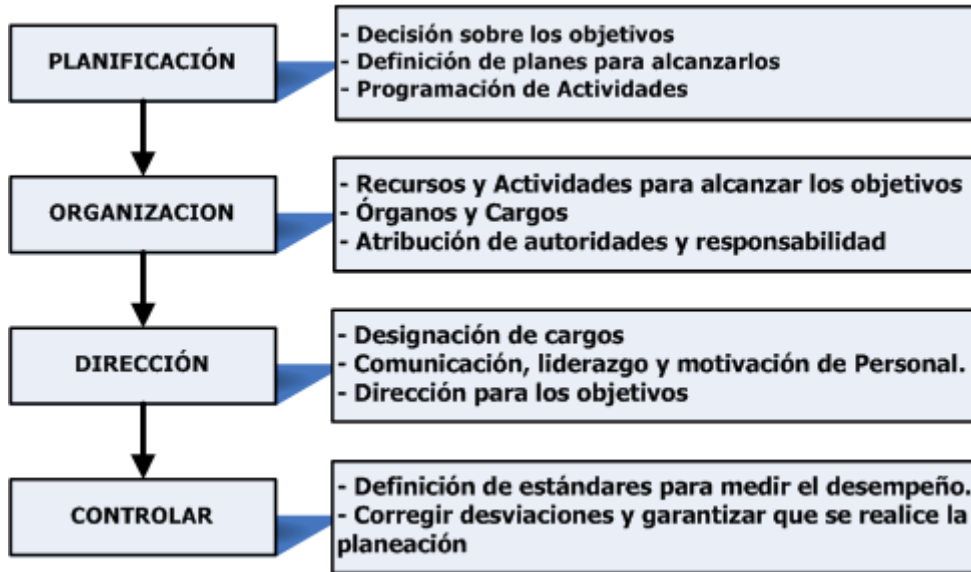 PLANIFICACIÓN
- Decisión sobre los objetivos
- Definición de planes para alcanzarlos
- Programación de Actividades
ORGANIZACION
- Recursos y Actividades para alcanzar los objetivos
- Órganos y Cargos
- Atribución de autoridades y responsabilidad
DIRECCIÓN
- Designación de cargos
- Comunicación, liderazgo y motivación de Personal.
- Dirección para los objetivos
CONTROLAR
- Definición de estándares para medir el desempeño.
- Corregir desviaciones y garantizar que se realice la
planeación